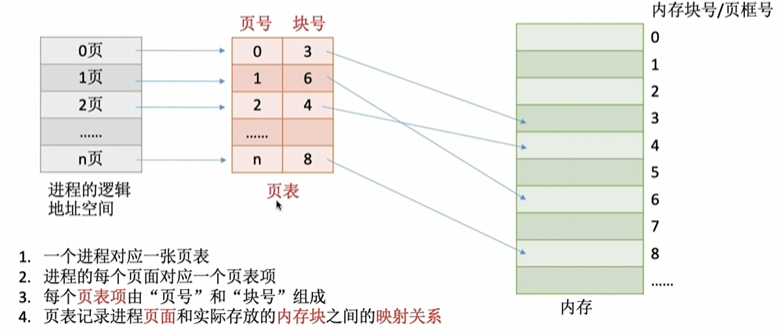 内存块号/页框号
页号 块号
0页 0 3 0
1页 1 6 1
2页 2 4 2
...... ...... 3
n页 n 8 4
进程的逻辑
地址空间
页表
5
6
7
8
......
内存
1. 一个进程对应一张页表
2. 进程的每个页面对应一个页表项
3. 每个页表项由“页号”和“块号”组成
4. 页表记录进程页面和实际存放的内存块之间的映射关系